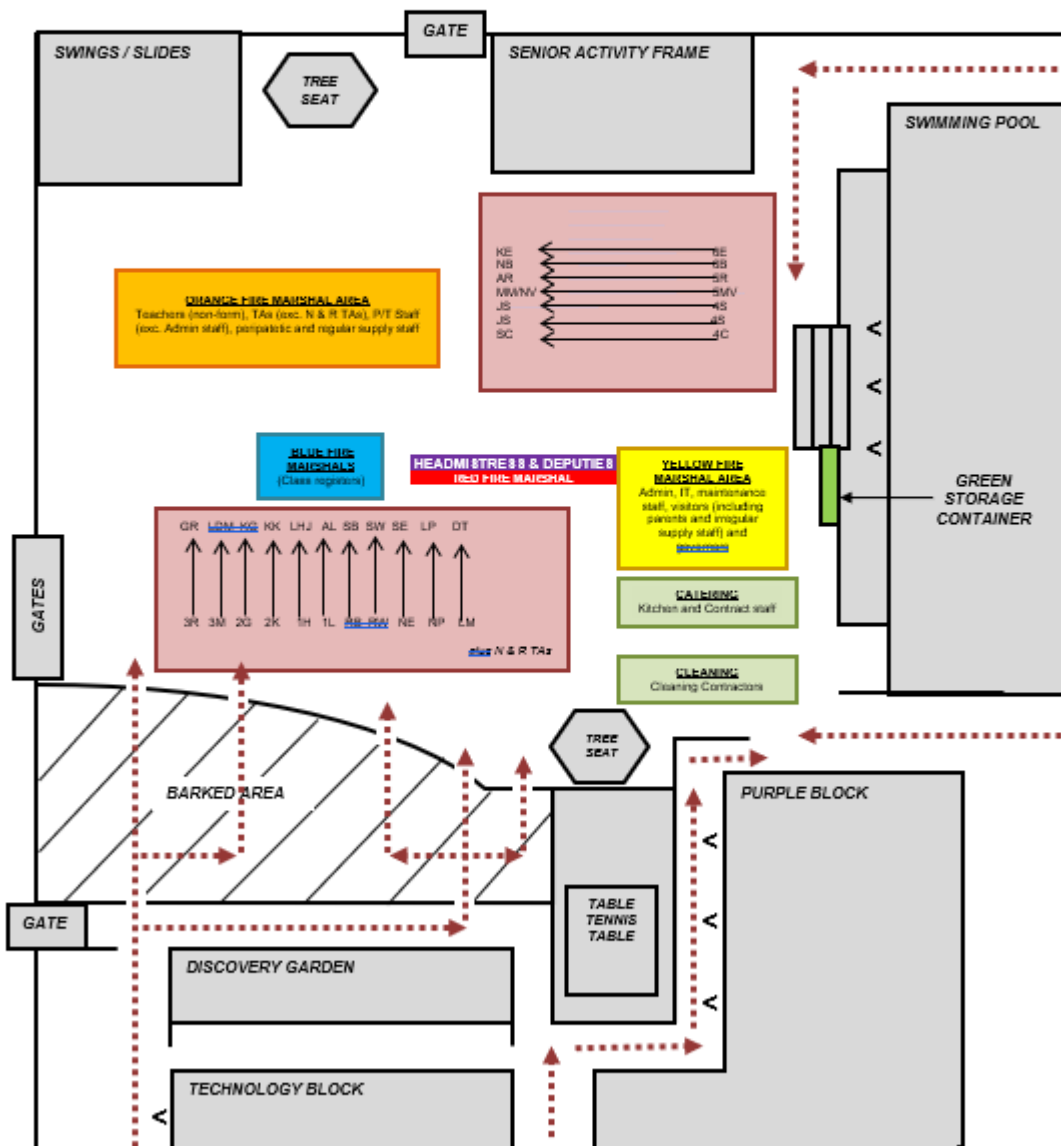 GATE
SWINGS / SLIDES
SENIOR ACTIVITY FRAME
TREE
SEAT
SWIMMING POOL
KE 6E
NB 6S
AR 5R
MW/NV 5MV
JS 4S
JS 4S
SC 4C
ORANGE FIRE MARSHAL AREA
Teachers (non-form), TAs (exc. N & R TAs), P/T Staff
(exc. Admin staff), peripatetic and regular supply staff
BLUE FIRE
MARSHALS
(Class registers)
HEADMISTRESS & DEPUTIES
RED FIRE MARSHAL
YELLOW FIRE
MARSHAL AREA
Admin, IT, maintenance
staff, visitors (including
parents and irregular
supply staff) and
governors
GREEN
STORAGE
CONTAINER
GR KG KK LHJ AL SB SW SE LP DT
3R 3M 2G 2K 1H 1L RB RW NE NP LM
plus N & R TAs
GATES
CATERING
Kitchen and Contract staff
CLEANING
Cleaning Contractors
TREE
SEAT
BARKED AREA
PURPLE BLOCK
GATE
TABLE
TENNIS
TABLE
DISCOVERY GARDEN
TECHNOLOGY BLOCK